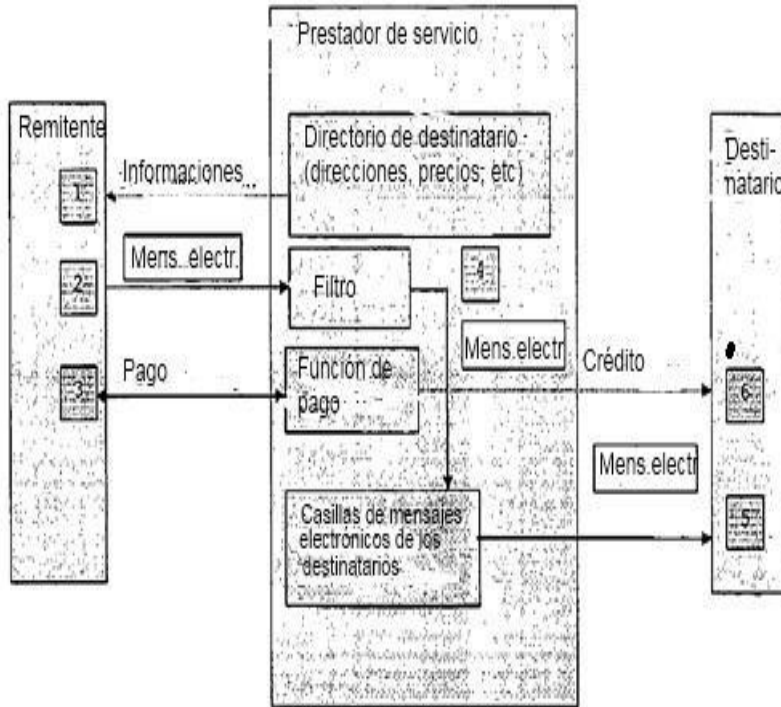 Prestador de servicio
Remitente
Directorio de destinatario
(direcciones, precios, etc)
Desti-
natario
Informaciones
1
Mens. electr.
2
Filtro
4
Mens.electr
Pago
3
Función de
pago
Crédito
6
Mens.electr
Casillas de mensajes
electrónicos de los
destinatarios
5